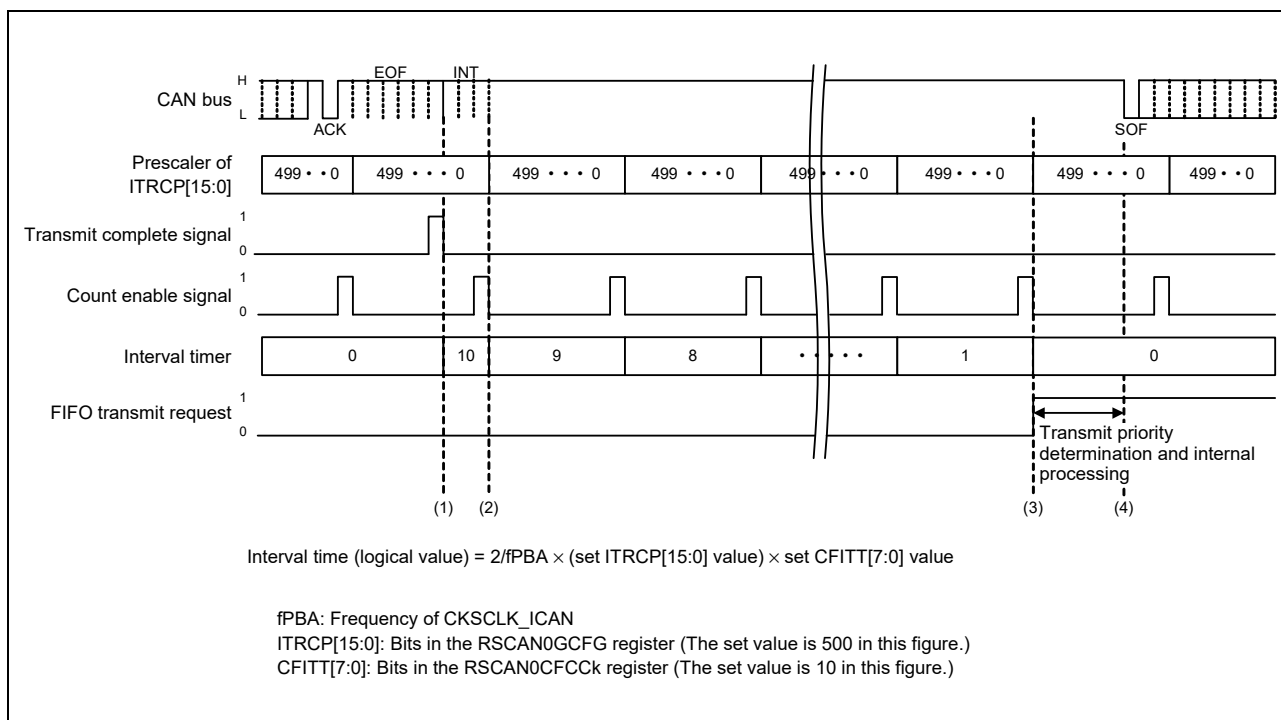 EOF INT
H
CAN bus
L
ACK
SOF
Prescaler of
ITRCP[15:0]
499 • • 0 499 • • • 0 499 • • • 0 499 • • • 0 499 • • • 0 499 • • • 0 499 • • • 0 499 • • 0
1
Transmit complete signal
0
1
Count enable signal
0
Interval timer
0 10 9 8 • • • • • 1 0
1
FIFO transmit request
0
Transmit priority
determination and internal
processing
(1) (2) (3) (4)
Interval time (logical value) = 2/fPBA × (set ITRCP[15:0] value) × set CFITT[7:0] value
fPBA: Frequency of CKSCLK_ICAN
ITRCP[15:0]: Bits in the RSCAN0GCFG register (The set value is 500 in this figure.)
CFITT[7:0]: Bits in the RSCAN0CFCCk register (The set value is 10 in this figure.)